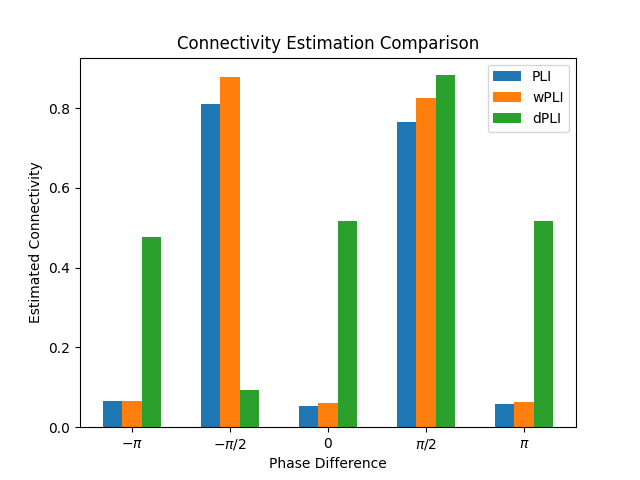 Connectivity Estimation Comparison
PLI
wPLI
dPLI
Estimated Connectivity
0.8
0.6
0.4
0.2
0.0
−π
−π/2
0
π/2
π
Phase Difference